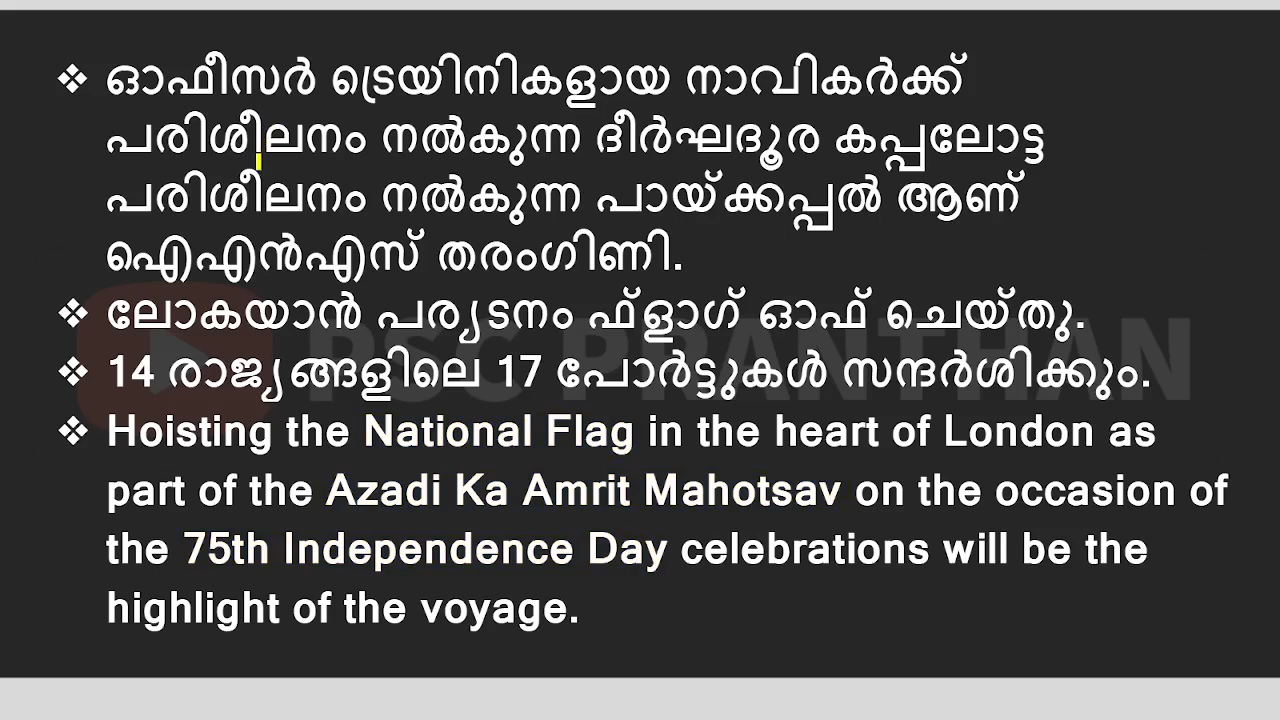 ❖ ഓഫീസർ ട്രെയിനികളായ നാവികർക്ക്
പരിശീലനം നൽകുന്ന ദീർഘദൂര കപ്പലോട്ട
പരിശീലനം നൽകുന്ന പായ്ക്കപ്പൽ ആണ്
ഐഎൻഎസ് തരംഗിണി.
❖ ലോകയാൻ പര്യടനം ഫ്ളാഗ് ഓഫ് ചെയ്തു.
❖ 14 രാജ്യങ്ങളിലെ 17 പോർട്ടുകൾ സന്ദർശിക്കും.
PSC PRANTHAN
❖ Hoisting the National Flag in the heart of London as
part of the Azadi Ka Amrit Mahotsav on the occasion of
the 75th Independence Day celebrations will be the
highlight of the voyage.